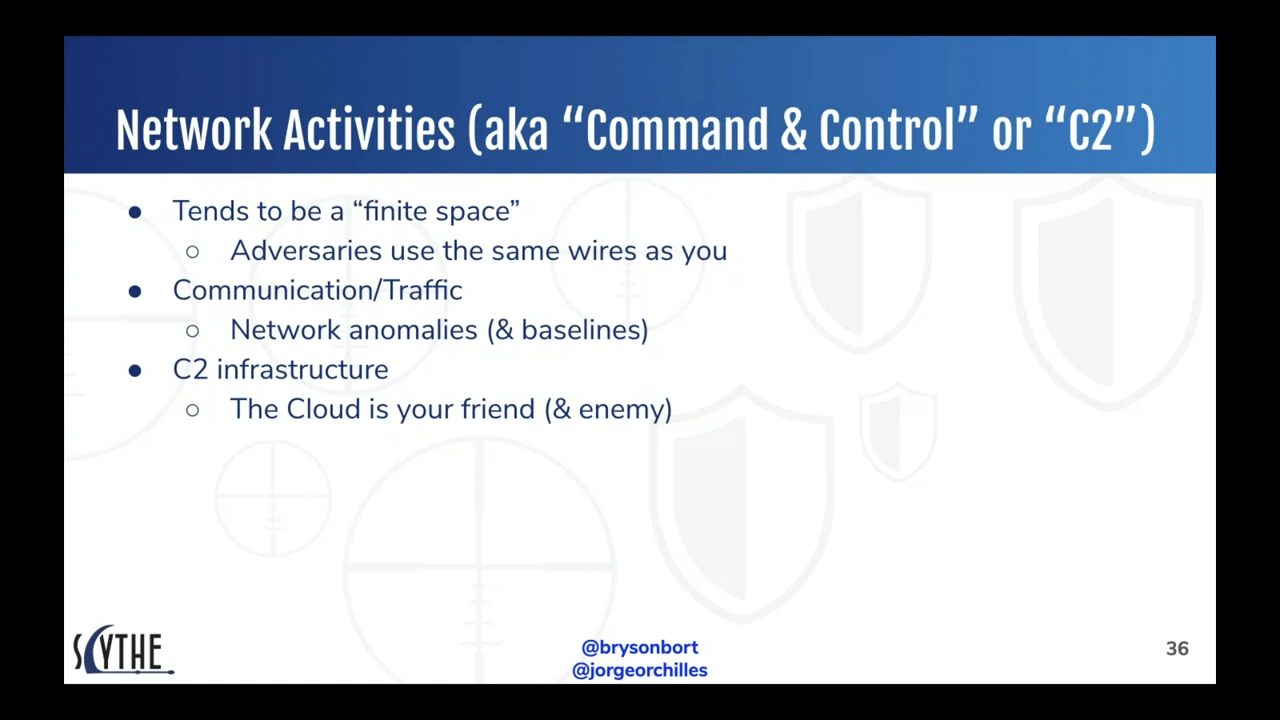 Network Activities (aka “Command & Control” or “C2”)
● Tends to be a “finite space”
○ Adversaries use the same wires as you
● Communication/Traffic
○ Network anomalies (& baselines)
● C2 infrastructure
○ The Cloud is your friend (& enemy)
SCYTHE
@brysonbort
@jorgeorchilles
36